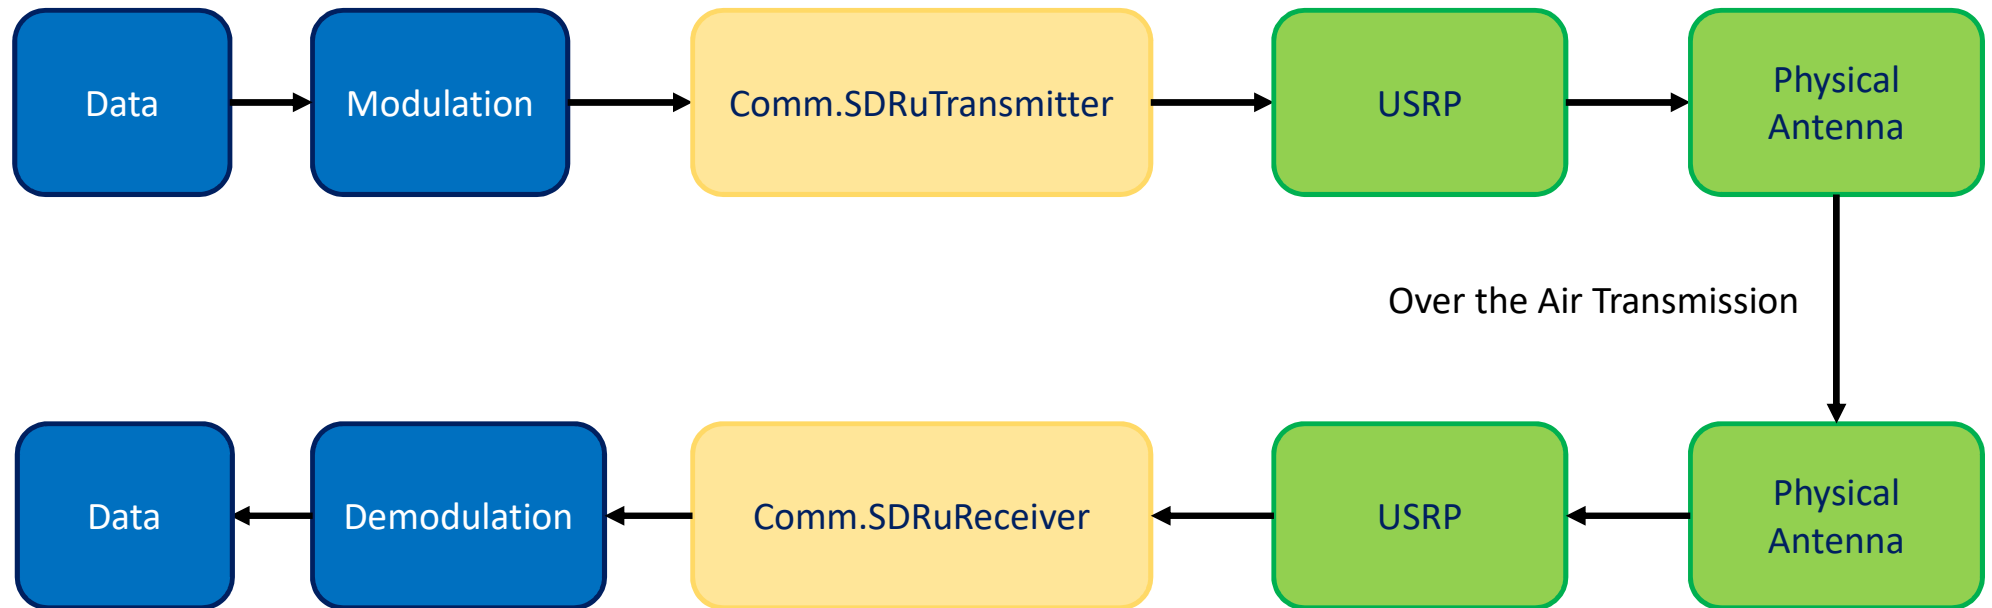 Data
Modulation
Comm.SDRuTransmitter
USRP
Physical
Antenna
Over the Air Transmission
Data
Demodulation
Comm.SDRuReceiver
USRP
Physical
Antenna